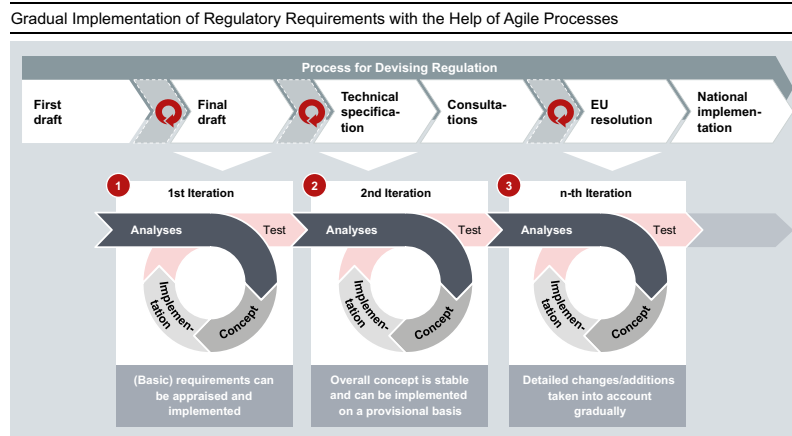 Gradual Implementation of Regulatory Requirements with the Help of Agile Processes
Process for Devising Regulation
First
draft
Final
draft
Technical
specifica-
tion
Consulta-
tions
EU
resolution
National
implemen-
tation
1
1st Iteration
Analyses
Test
Implemen-
tation
Concept
(Basic) requirements can
be appraised and
implemented
2
2nd Iteration
Analyses
Test
Implemen-
tation
Concept
Overall concept is stable
and can be implemented
on a provisional basis
3
n-th Iteration
Analyses
Test
Implemen-
tation
Concept
Detailed changes/additions
taken into account
gradually